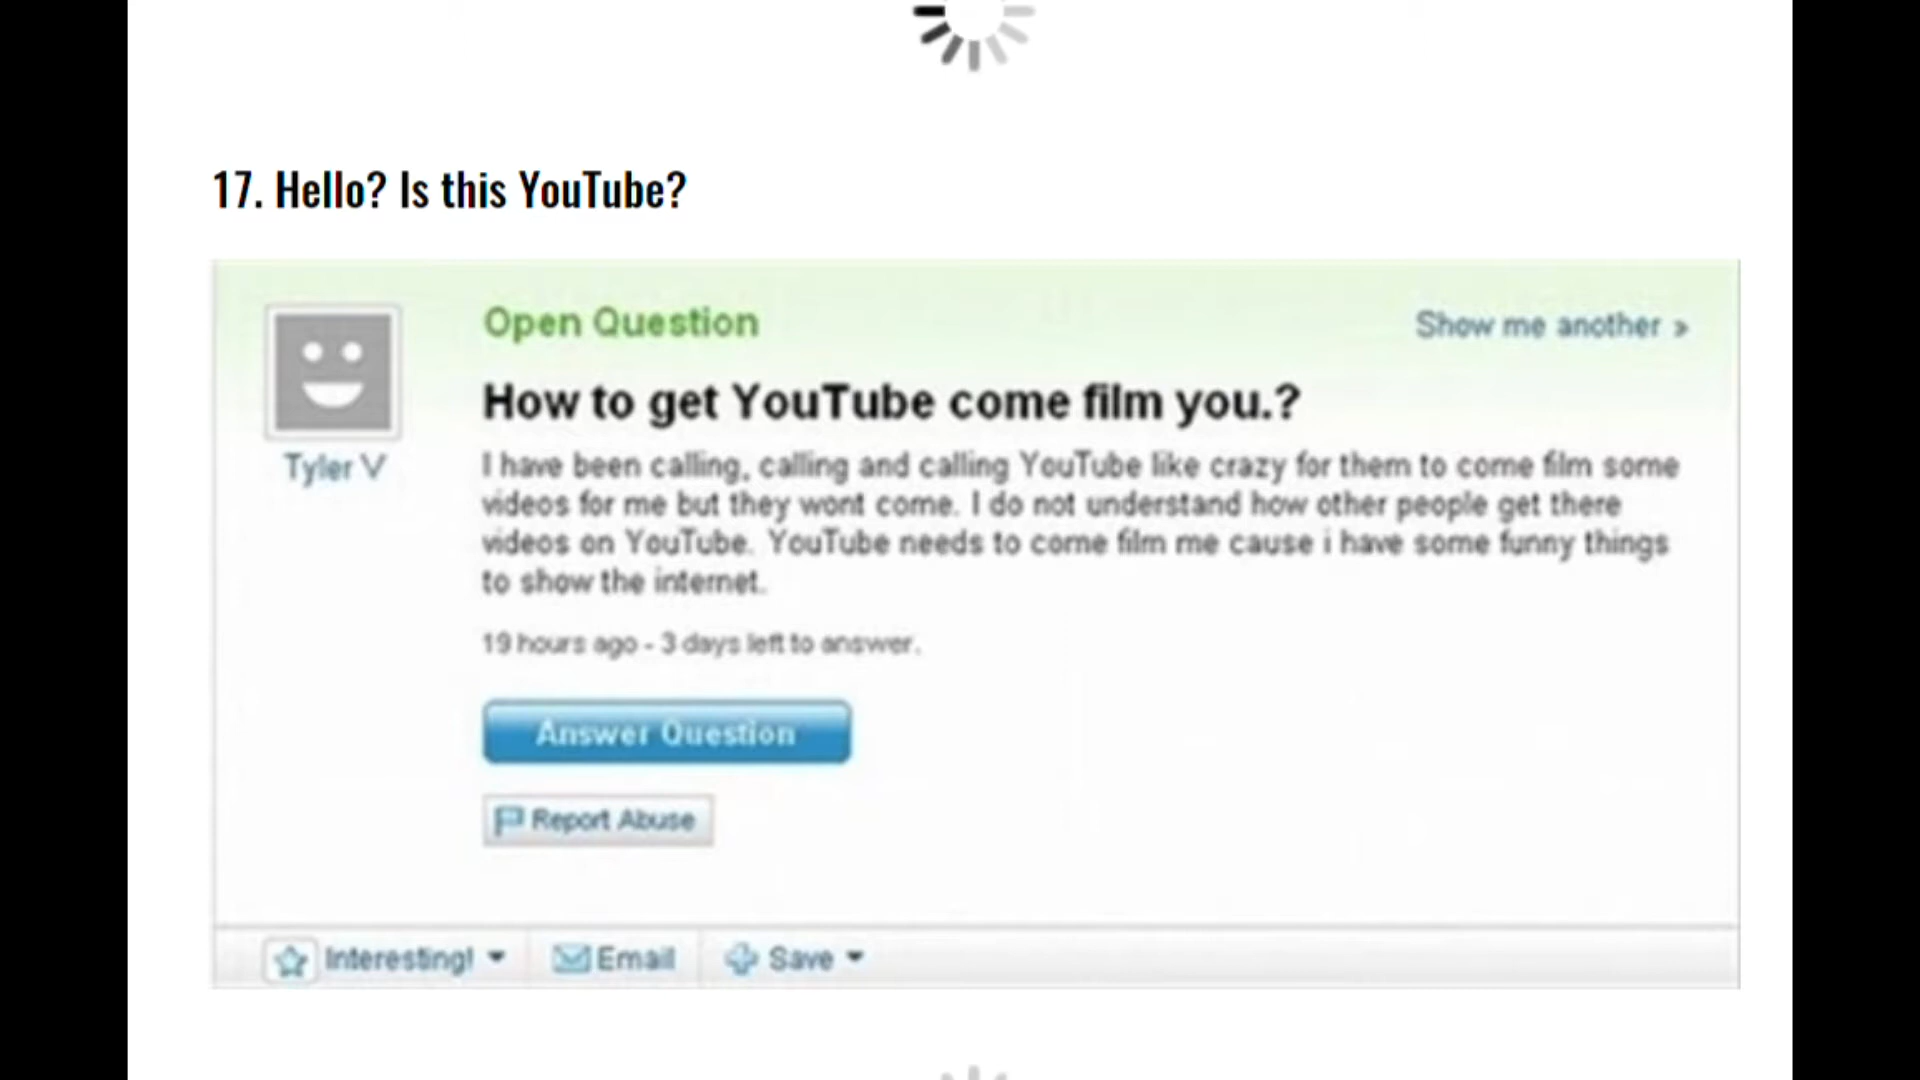 17. Hello? Is this YouTube?
Open Question
Show me another »
How to get YouTube come film you.?
Tyler V
I have been calling, calling and calling YouTube like crazy for them to come film some
videos for me but they wont come. I do not understand how other people get there
videos on YouTube. YouTube needs to come film me cause i have some funny things
to show the internet.
19 hours ago - 3 days left to answer.
Answer Question
Report Abuse
Interesting! Email Save